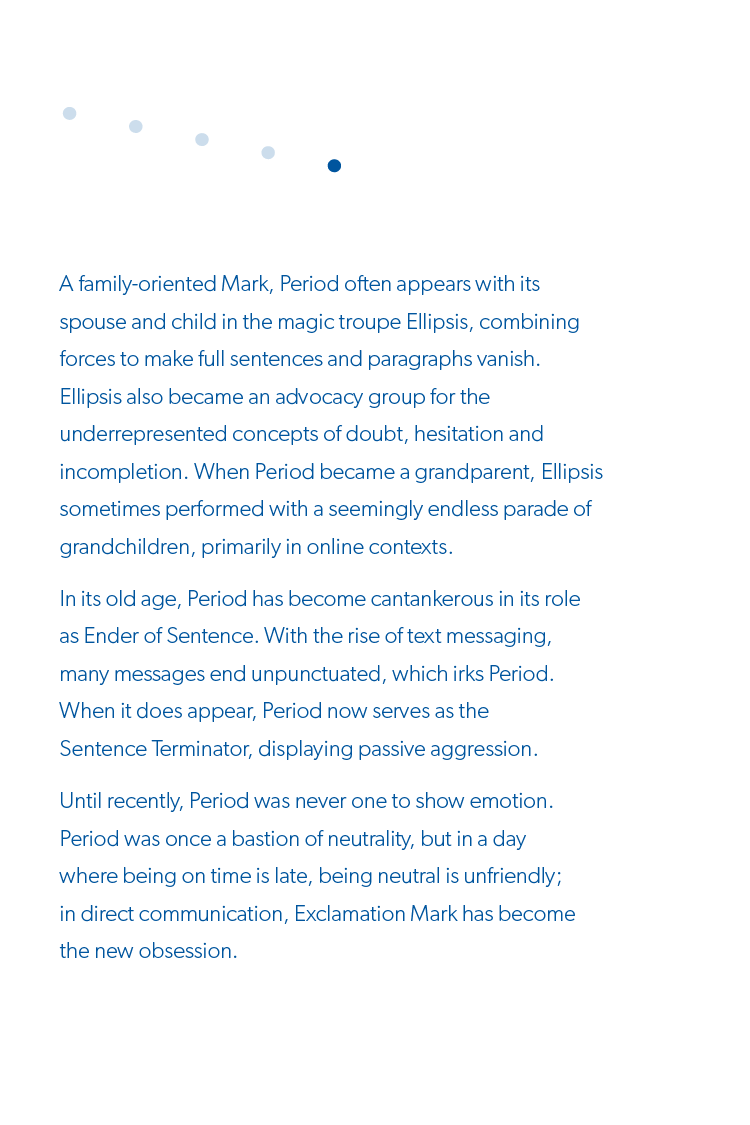 A family-oriented Mark, Period often appears with its
spouse and child in the magic troupe Ellipsis, combining
forces to make full sentences and paragraphs vanish.
Ellipsis also became an advocacy group for the
underrepresented concepts of doubt, hesitation and
incompletion. When Period became a grandparent, Ellipsis
sometimes performed with a seemingly endless parade of
grandchildren, primarily in online contexts.
In its old age, Period has become cantankerous in its role
as Ender of Sentence. With the rise of text messaging,
many messages end unpunctuated, which irks Period.
When it does appear, Period now serves as the
Sentence Terminator, displaying passive aggression.
Until recently, Period was never one to show emotion.
Period was once a bastion of neutrality, but in a day
where being on time is late, being neutral is unfriendly;
in direct communication, Exclamation Mark has become
the new obsession.